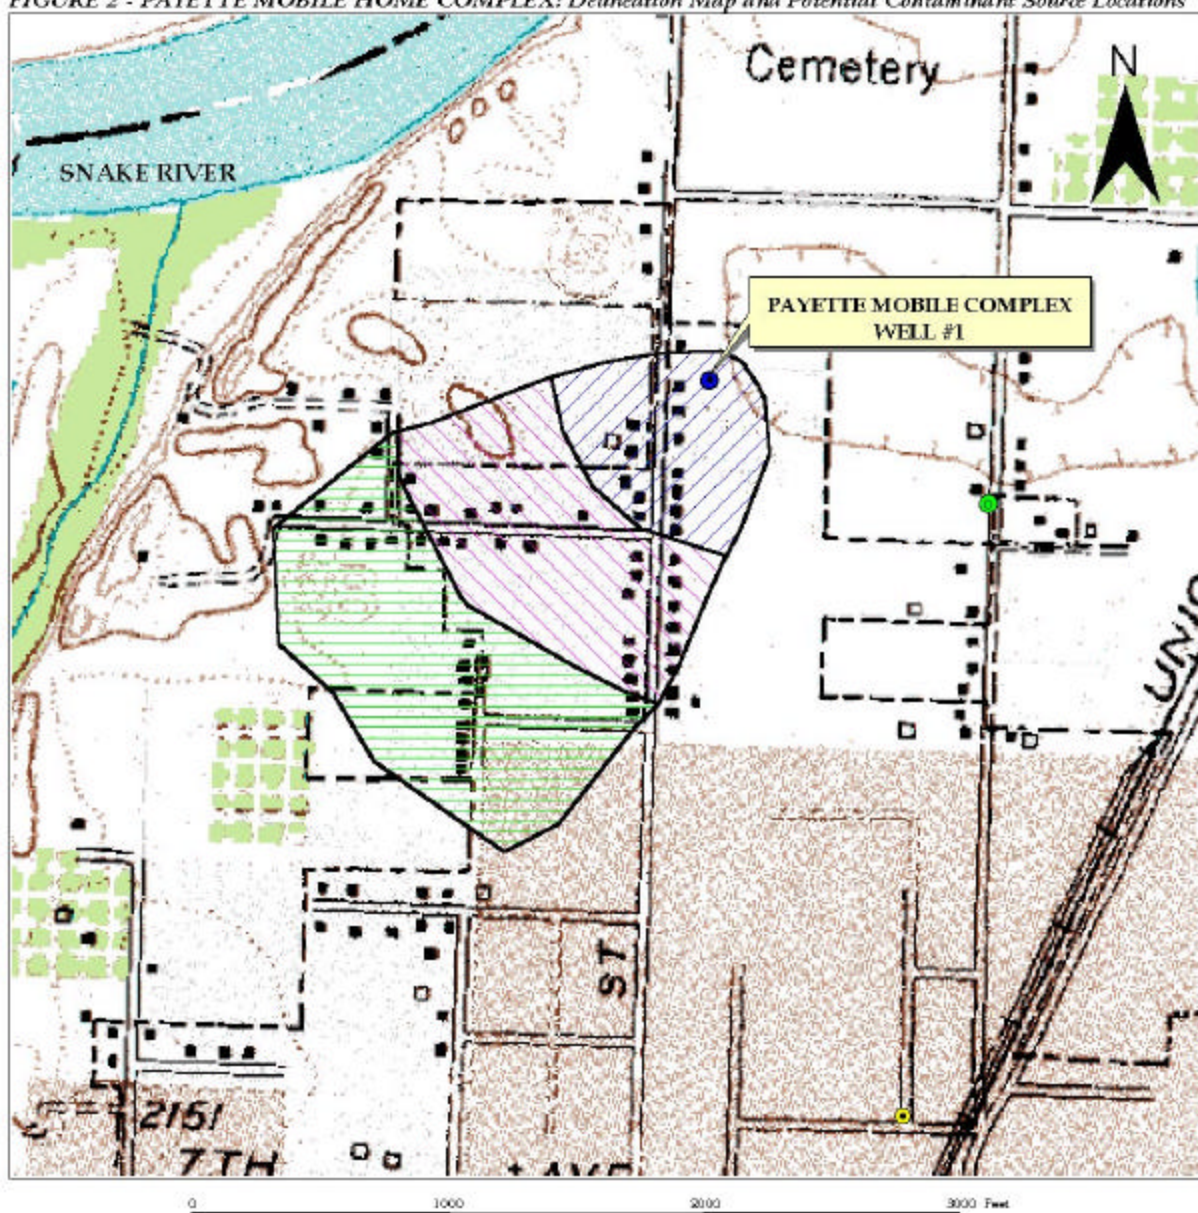 FIGURE 2 - PAYETTE MOBILE HOME COMPLEX: Delineation Map and Potential Contaminant Source Locations
Cemetery
N
SNAKE RIVER
PAYETTE MOBILE COMPLEX
WELL #1
ST
2151
7TH
0 1000 2000 3000 Feet